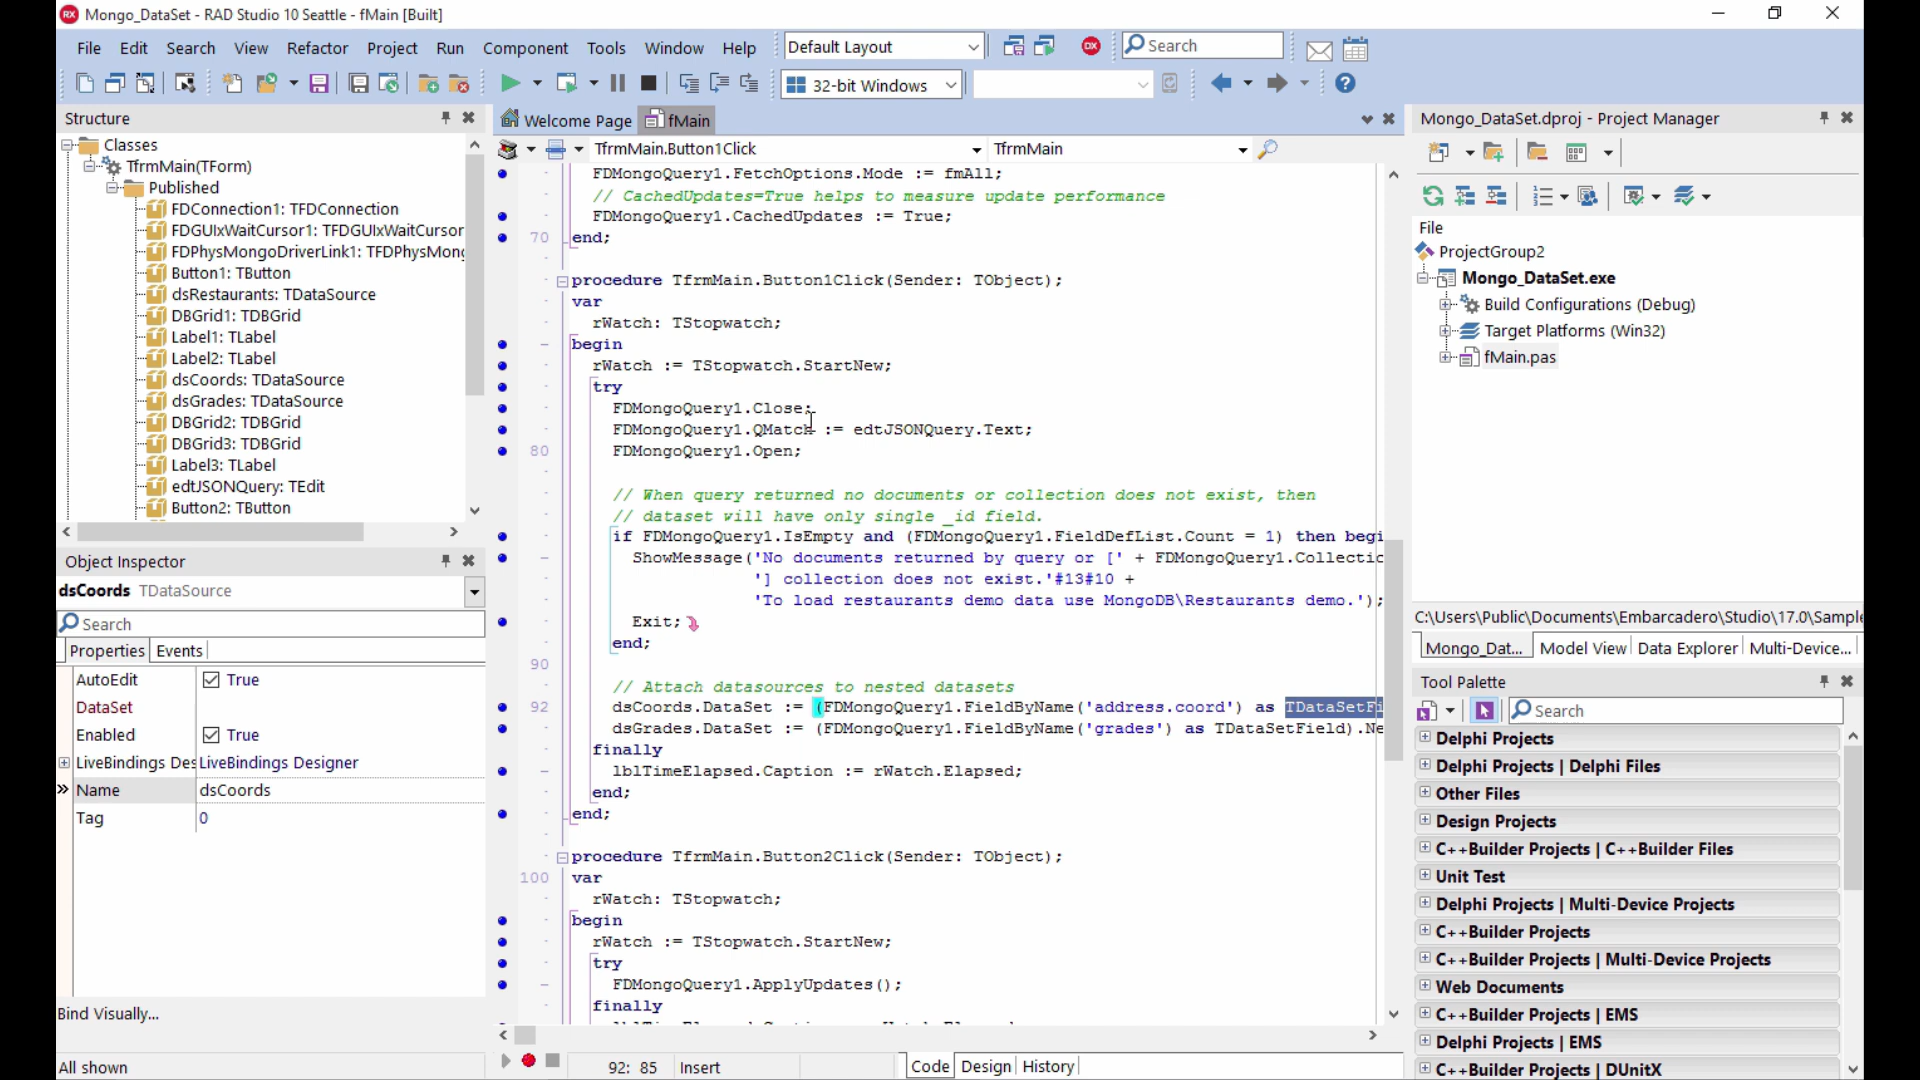 Mongo_DataSet - RAD Studio 10 Seattle - fMain [Built]
File Edit Search View Refactor Project Run Component Tools Window Help
Default Layout
DX
Search
32-bit Windows
Structure
Classes
TfrmMain(TForm)
Published
FDConnection1: TFDConnection
FDGUIxWaitCursor1: TFDGUIxWaitCursor
FDPhysMongoDriverLink1: TFDPhysMong
Button1: TButton
dsRestaurants: TDataSource
DBGrid1: TDBGrid
Label1: TLabel
Label2: TLabel
dsCoords: TDataSource
dsGrades: TDataSource
DBGrid2: TDBGrid
DBGrid3: TDBGrid
Label3: TLabel
edtJSONQuery: TEdit
Button2: TButton
Object Inspector
dsCoords TDataSource
Search
Properties Events
AutoEdit True
DataSet
Enabled True
LiveBindings Des LiveBindings Designer
Name dsCoords
Tag 0
Bind Visually...
All shown
Welcome Page fMain
TfrmMain.Button1Click TfrmMain
FDMongoQuery1.FetchOptions.Mode := fmAll;
// CachedUpdates=True helps to measure update performance
FDMongoQuery1.CachedUpdates := True;
70 end;
procedure TfrmMain.Button1Click(Sender: TObject);
var
rWatch: TStopwatch;
begin
rWatch := TStopwatch.StartNew;
try
FDMongoQuery1.Close;
FDMongoQuery1.QMatch := edtJSONQuery.Text;
80 FDMongoQuery1.Open;
// When query returned no documents or collection does not exist, then
// dataset will have only single _id field.
if FDMongoQuery1.IsEmpty and (FDMongoQuery1.FieldDefList.Count = 1) then begi
ShowMessage('No documents returned by query or [' + FDMongoQuery1.Collectio
'] collection does not exist.'#13#10 +
'To load restaurants demo data use MongoDB\Restaurants demo.');
Exit;
end;
90
// Attach datasources to nested datasets
92 dsCoords.DataSet := (FDMongoQuery1.FieldByName('address.coord') as TDataSetFi
dsGrades.DataSet := (FDMongoQuery1.FieldByName('grades') as TDataSetField).Ne
finally
lblTimeElapsed.Caption := rWatch.Elapsed;
end;
end;
procedure TfrmMain.Button2Click(Sender: TObject);
100 var
rWatch: TStopwatch;
begin
rWatch := TStopwatch.StartNew;
try
FDMongoQuery1.ApplyUpdates();
finally
92: 85 Insert
Code Design History
Mongo_DataSet.dproj - Project Manager
File
ProjectGroup2
Mongo_DataSet.exe
Build Configurations (Debug)
Target Platforms (Win32)
fMain.pas
C:\Users\Public\Documents\Embarcadero\Studio\17.0\Sample
Mongo_Dat... Model View Data Explorer Multi-Device...
Tool Palette
Search
Delphi Projects
Delphi Projects | Delphi Files
Other Files
Design Projects
C++Builder Projects | C++Builder Files
Unit Test
Delphi Projects | Multi-Device Projects
C++Builder Projects
C++Builder Projects | Multi-Device Projects
Web Documents
C++Builder Projects | EMS
Delphi Projects | EMS
C++Builder Projects | DUnitX